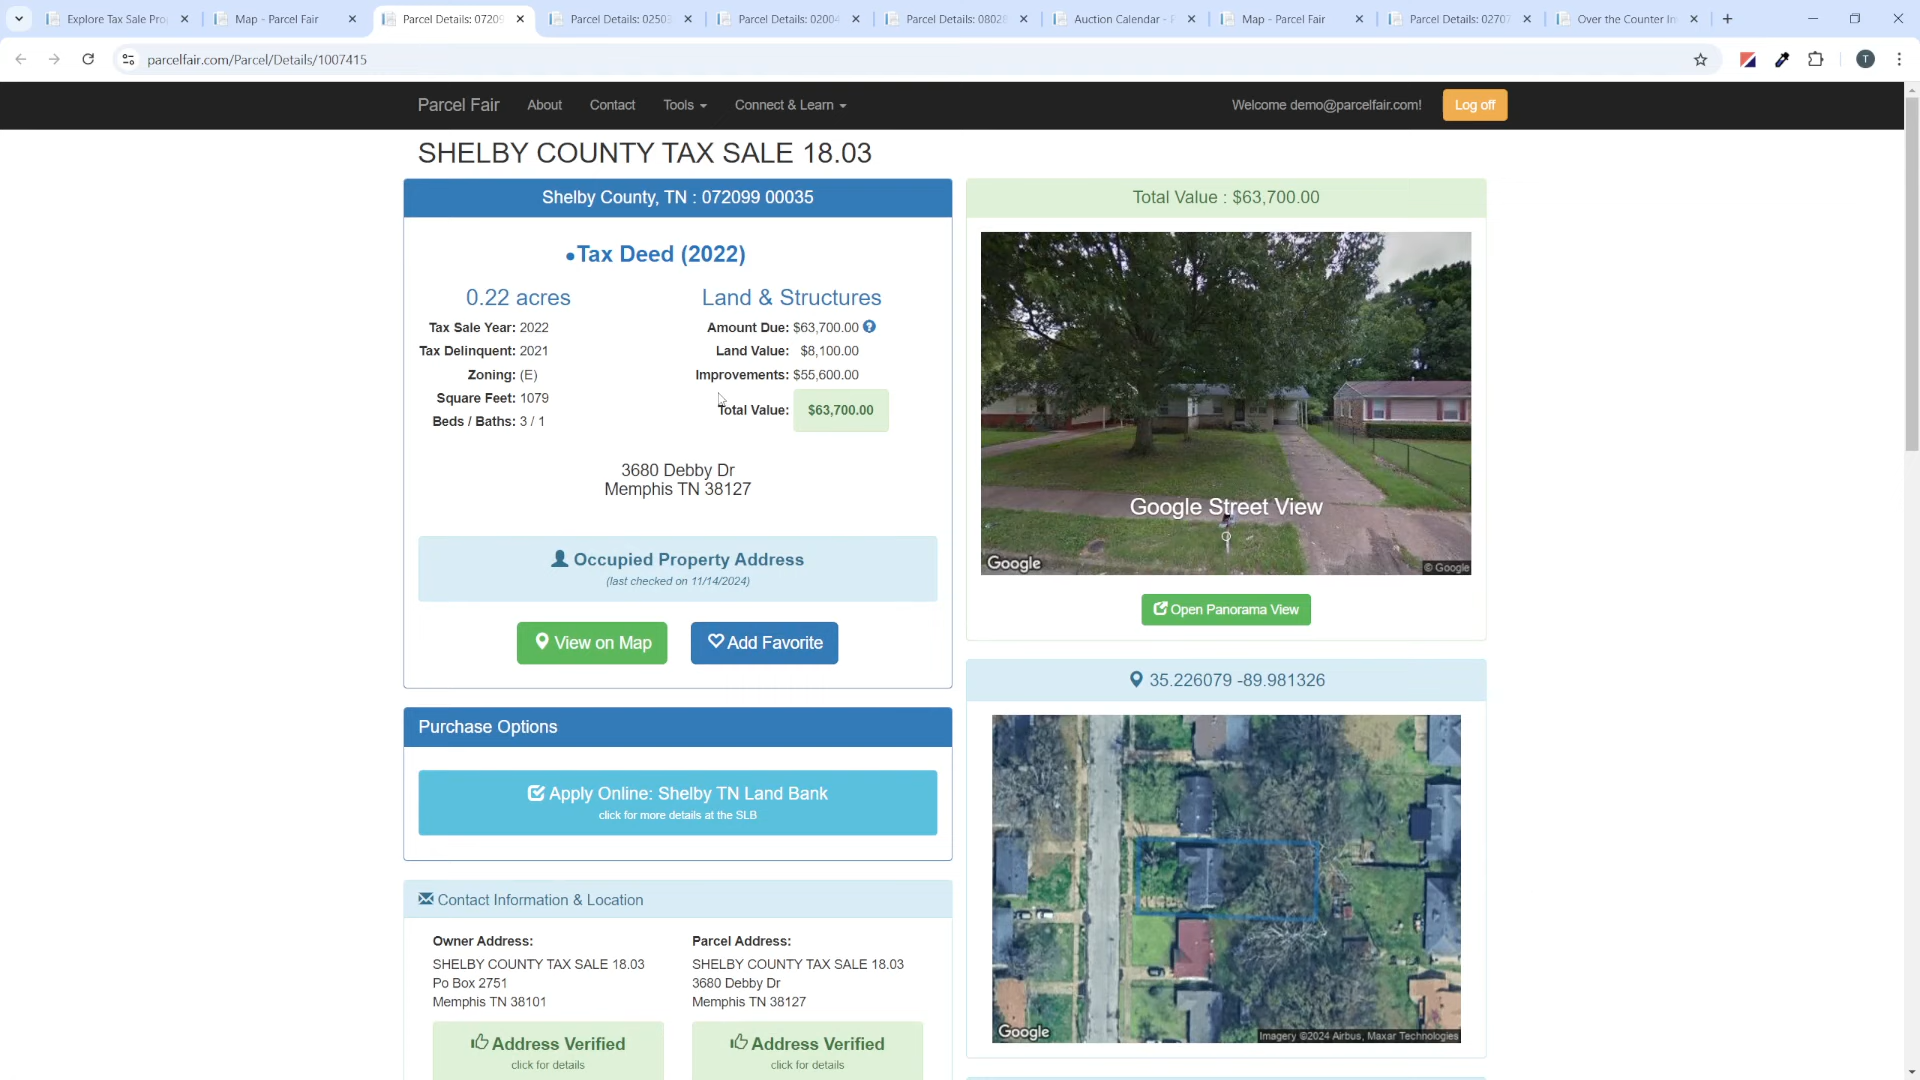 Explore Tax Sale Pro
Map - Parcel Fair
Parcel Details: 07209
Parcel Details: 02503
Parcel Details: 02004
Parcel Details: 08028
Auction Calendar - P
Map - Parcel Fair
Parcel Details: 02707
Over the Counter In
parcelfair.com/Parcel/Details/1007415
T
Parcel Fair
About
Contact
Tools
Connect & Learn
Welcome demo@parcelfair.com!
Log off
SHELBY COUNTY TAX SALE 18.03
Shelby County, TN : 072099 00035
•Tax Deed (2022)
0.22 acres
Tax Sale Year: 2022
Tax Delinquent: 2021
Zoning: (E)
Square Feet: 1079
Beds / Baths: 3 / 1
Land & Structures
Amount Due: $63,700.00 ?
Land Value: $8,100.00
Improvements: $55,600.00
Total Value: $63,700.00
3680 Debby Dr
Memphis TN 38127
Occupied Property Address
(last checked on 11/14/2024)
View on Map
Add Favorite
Purchase Options
Apply Online: Shelby TN Land Bank
click for more details at the SLB
Contact Information & Location
Owner Address:
SHELBY COUNTY TAX SALE 18.03
Po Box 2751
Memphis TN 38101
Address Verified
click for details
Parcel Address:
SHELBY COUNTY TAX SALE 18.03
3680 Debby Dr
Memphis TN 38127
Address Verified
click for details
Total Value : $63,700.00
Google Street View
Google
© Google
Open Panorama View
35.226079 -89.981326
Google
Imagery ©2024 Airbus, Maxar Technologies